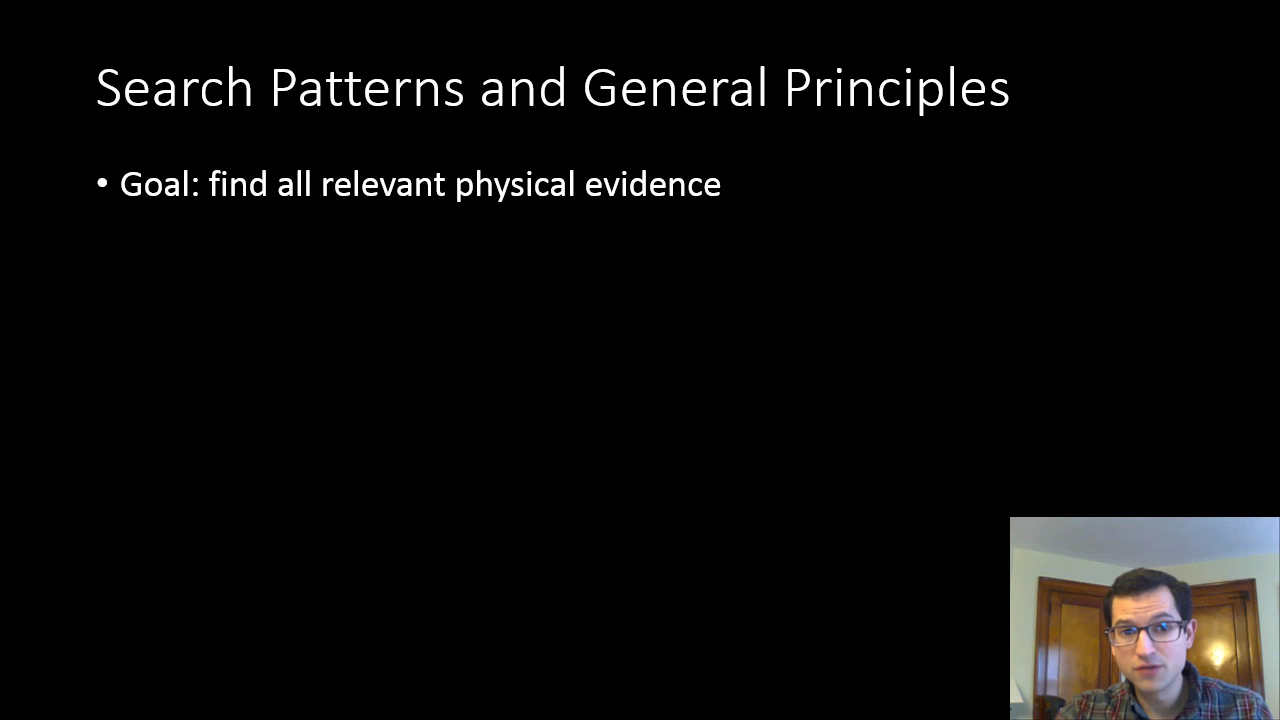 Search Patterns and General Principles
• Goal: find all relevant physical evidence